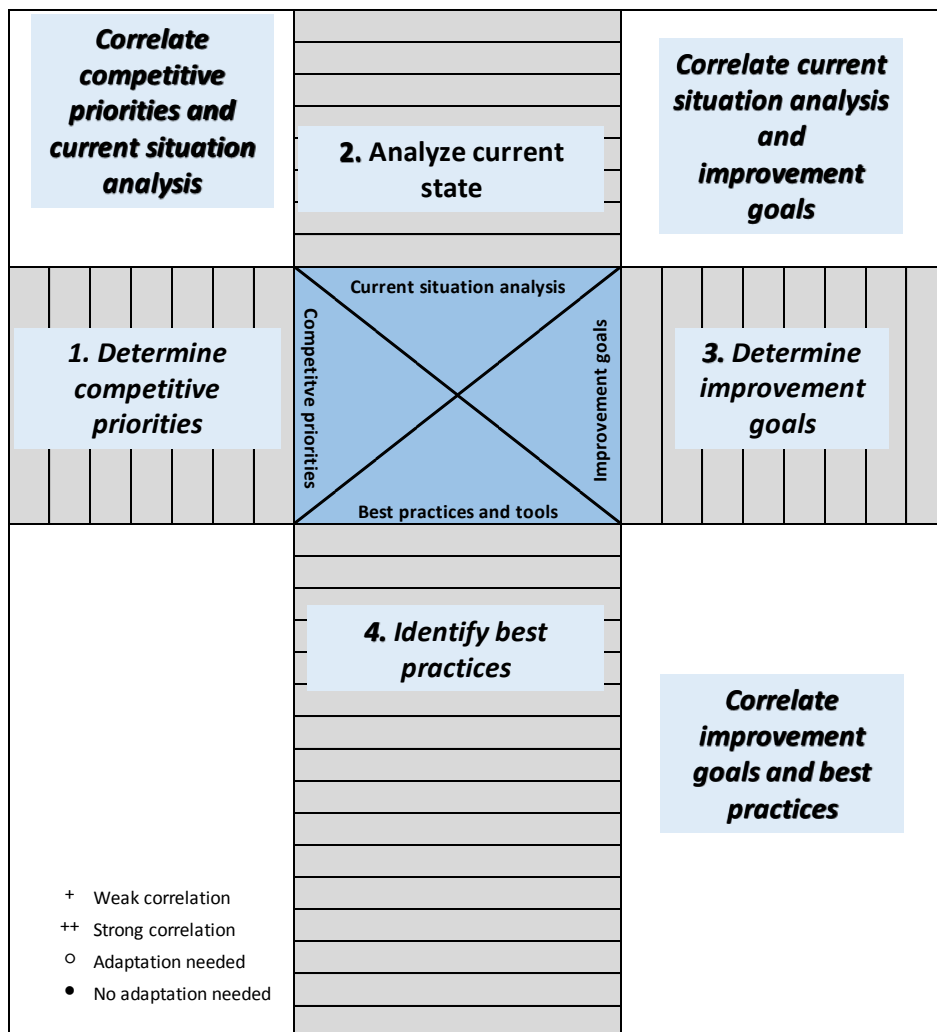 Correlate
competitive
priorities and
current situation
analysis
2. Analyze current
state
Correlate current
situation analysis
and
improvement
goals
1. Determine
competitive
priorities
Current situation analysis
Competitve priorities
Improvement goals
Best practices and tools
3. Determine
improvement
goals
4. Identify best
practices
Correlate
improvement
goals and best
practices
+ Weak correlation
++ Strong correlation
○ Adaptation needed
● No adaptation needed